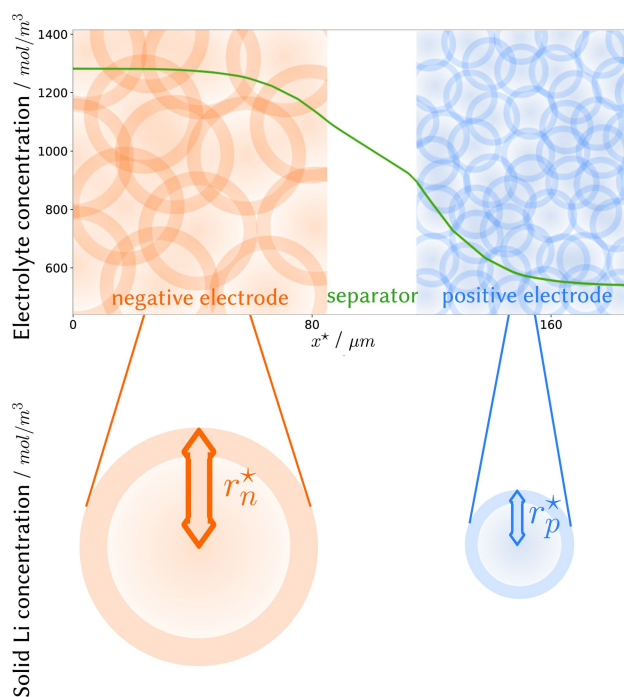 Electrolyte concentration / mol/m³
1400
1200
1000
800
600
negative electrode
separator
positive electrode
0
80
160
x⋆ / μm
Solid Li concentration / mol/m³
r⋆n
r⋆p